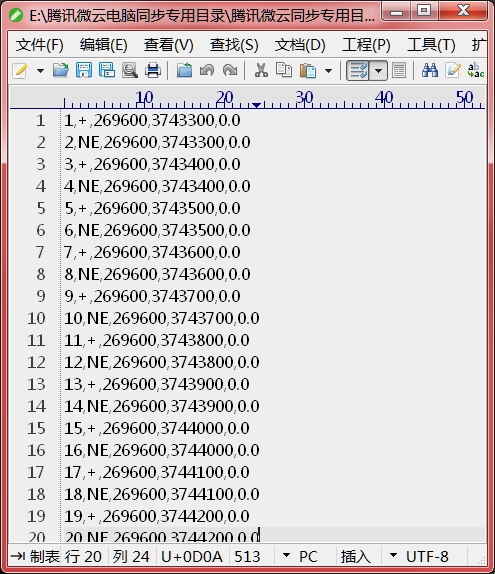 E:\腾讯微云电脑同步专用目录\腾讯微云同步专用目...
文件(F) 编辑(E) 查看(V) 查找(S) 文档(D) 工程(P) 工具(T) 扩
10 20 30 40 50
1 1,+,269600,3743300,0.0
2 2,NE,269600,3743300,0.0
3 3,+,269600,3743400,0.0
4 4,NE,269600,3743400,0.0
5 5,+,269600,3743500,0.0
6 6,NE,269600,3743500,0.0
7 7,+,269600,3743600,0.0
8 8,NE,269600,3743600,0.0
9 9,+,269600,3743700,0.0
10 10,NE,269600,3743700,0.0
11 11,+,269600,3743800,0.0
12 12,NE,269600,3743800,0.0
13 13,+,269600,3743900,0.0
14 14,NE,269600,3743900,0.0
15 15,+,269600,3744000,0.0
16 16,NE,269600,3744000,0.0
17 17,+,269600,3744100,0.0
18 18,NE,269600,3744100,0.0
19 19,+,269600,3744200,0.0
20 20,NE,269600,3744200,0.0
制表 行 20 列 24 U+0D0A 513 PC 插入 UTF-8